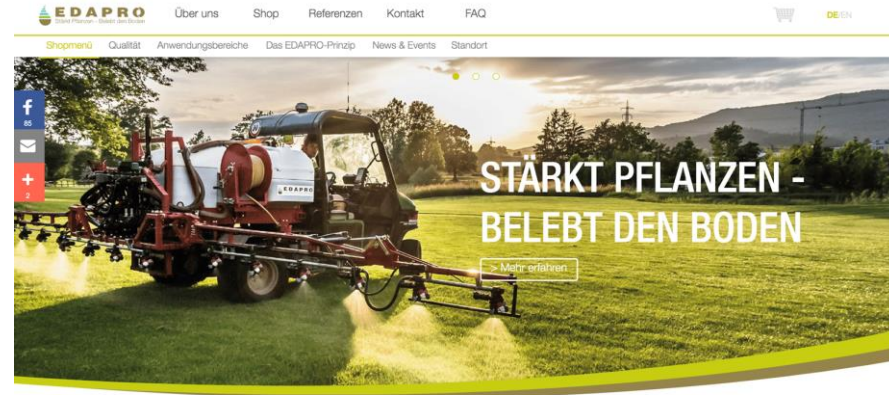 EDAPRO
Stärkt Pflanzen - Belebt den Boden
Über uns
Shop
Referenzen
Kontakt
FAQ
DE/EN
Shopmenü
Qualität
Anwendungsbereiche
Das EDAPRO-Prinzip
News & Events
Standort
85
2
EDAPRO
STÄRKT PFLANZEN -
BELEBT DEN BODEN
> Mehr erfahren